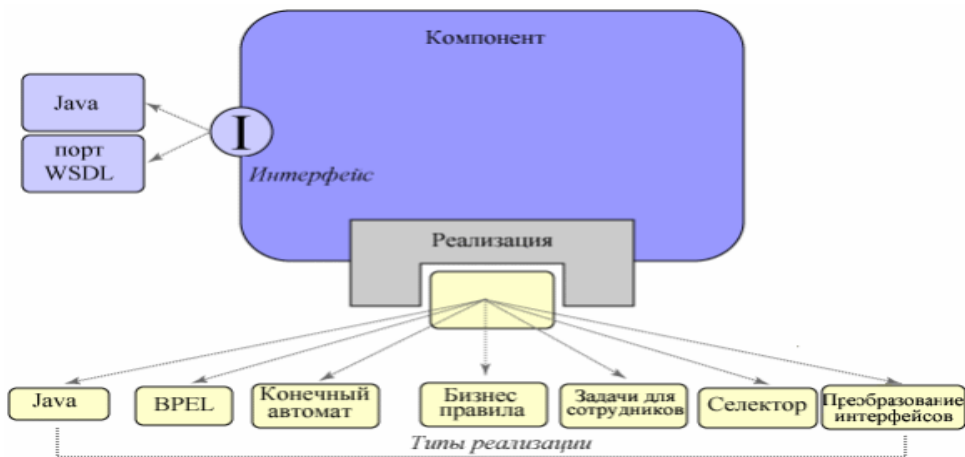 Компонент
Java
порт
WSDL
I
Интерфейс
Реализация
Java
BPEL
Конечный
автомат
Бизнес
правила
Задачи для
сотрудников
Селектор
Преобразование
интерфейсов
Типы реализации